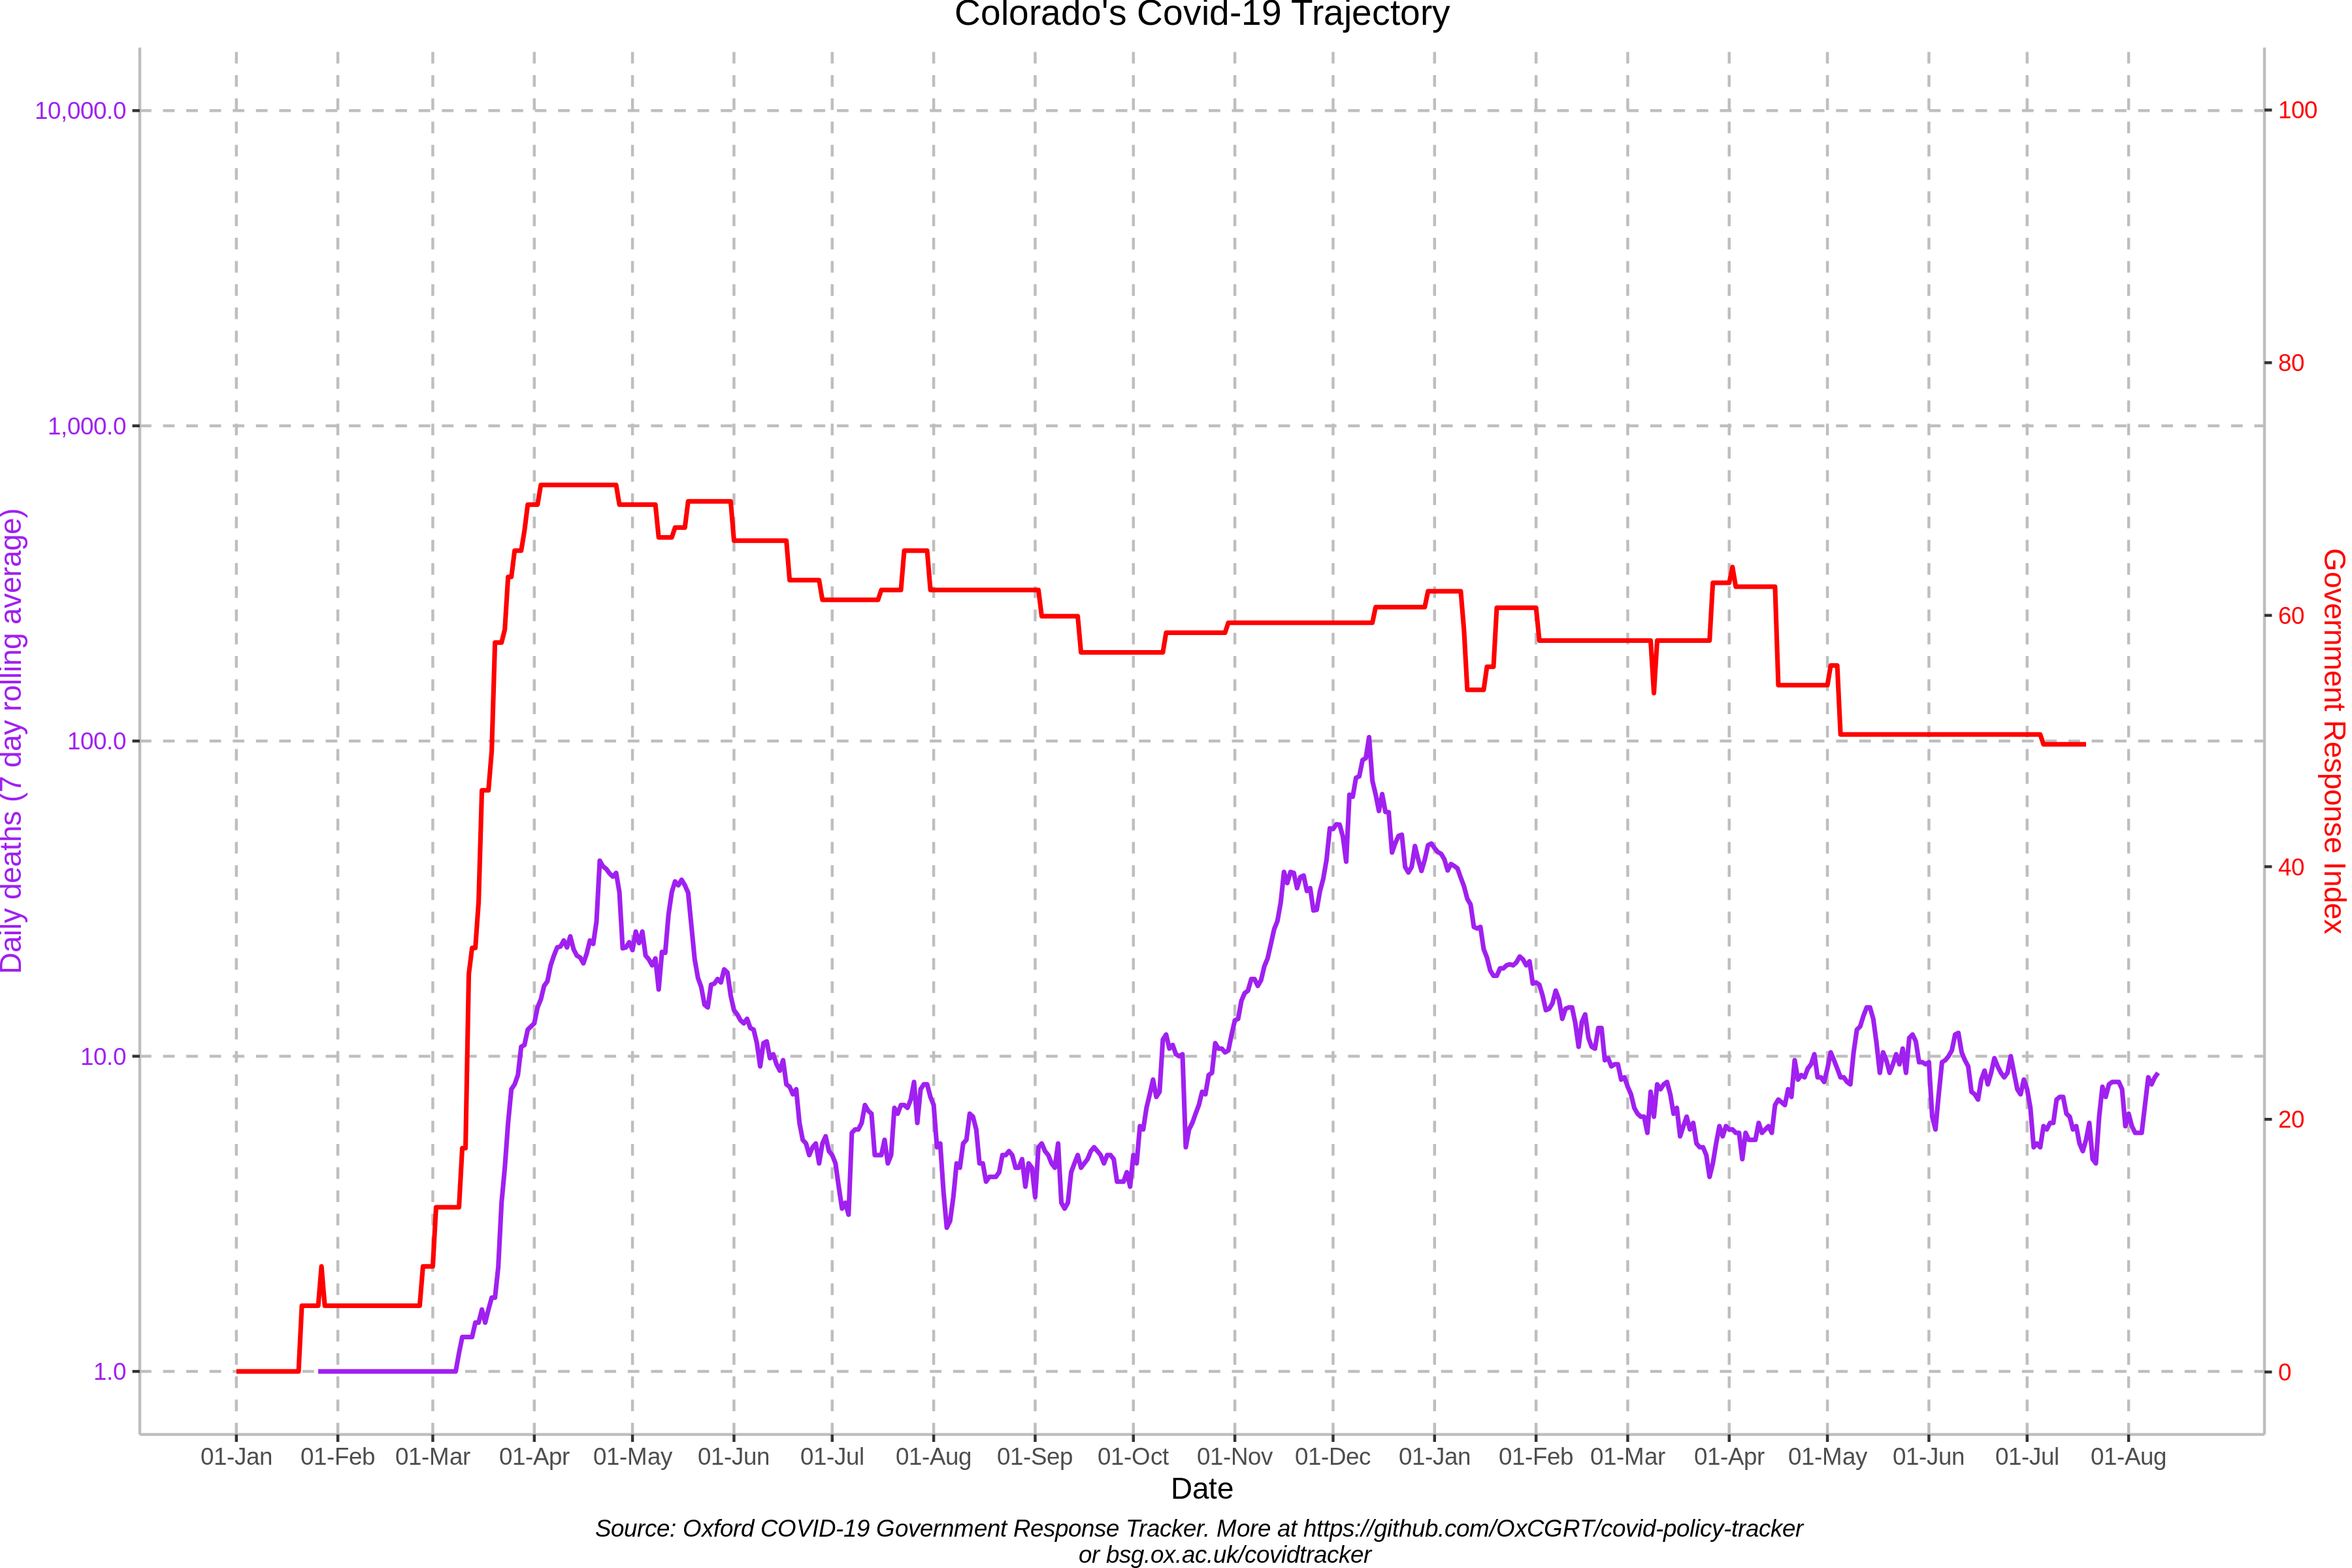 Colorado's Covid-19 Trajectory
10,000.0
1,000.0
100.0
10.0
1.0
Daily deaths (7 day rolling average)
100
80
60
40
20
0
Government Response Index
01-Jan 01-Feb 01-Mar 01-Apr 01-May 01-Jun 01-Jul 01-Aug 01-Sep 01-Oct 01-Nov 01-Dec 01-Jan 01-Feb 01-Mar 01-Apr 01-May 01-Jun 01-Jul 01-Aug
Date
Source: Oxford COVID-19 Government Response Tracker. More at https://github.com/OxCGRT/covid-policy-tracker
or bsg.ox.ac.uk/covidtracker